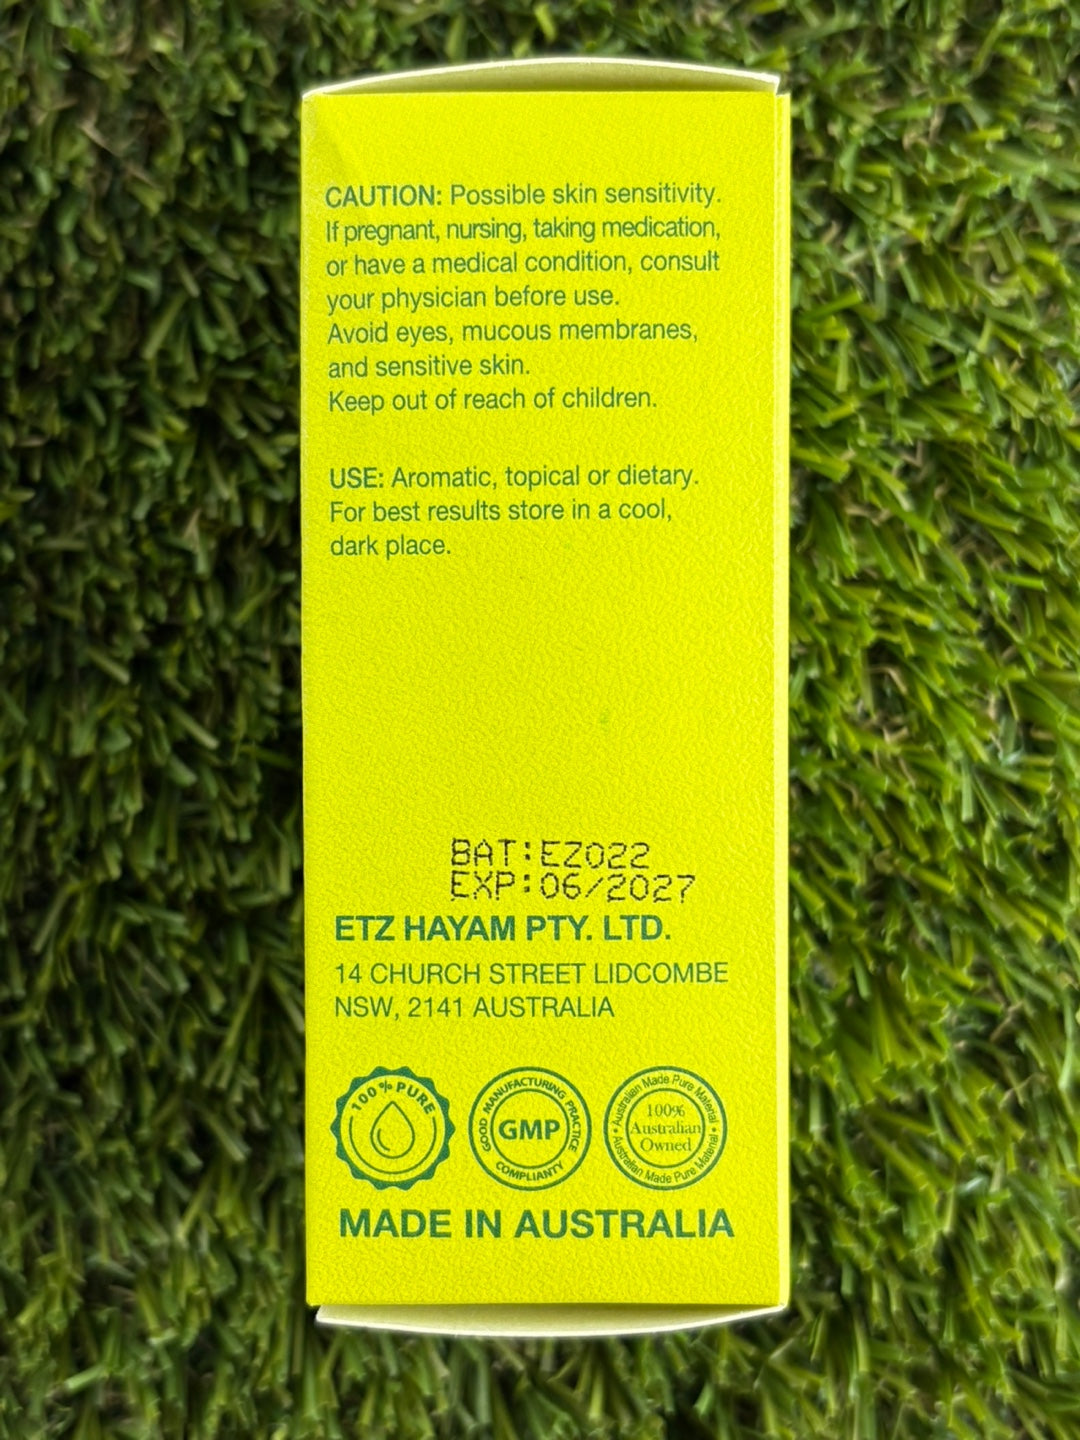 CAUTION: Possible skin sensitivity.
If pregnant, nursing, taking medication,
or have a medical condition, consult
your physician before use.
Avoid eyes, mucous membranes,
and sensitive skin.
Keep out of reach of children.
USE: Aromatic, topical or dietary.
For best results store in a cool,
dark place.
BAT:EZ022
EXP:06/2027
ETZ HAYAM PTY. LTD.
14 CHURCH STREET LIDCOMBE
NSW, 2141 AUSTRALIA
100% PURE
GOOD MANUFACTURING PRACTICE
GMP
COMPLIANTY
Australian Made Pure Material
100%
Australian
Owned
Australian Made Pure Material
MADE IN AUSTRALIA